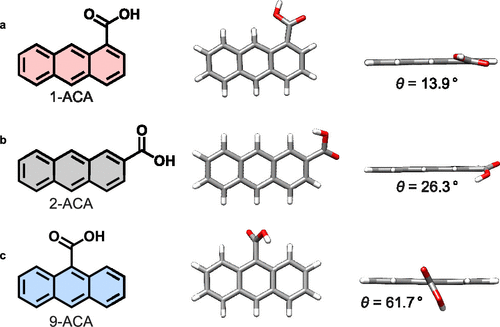 a
O
OH
1-ACA
θ = 13.9°
b
O
OH
2-ACA
θ = 26.3°
c
O
OH
9-ACA
θ = 61.7°